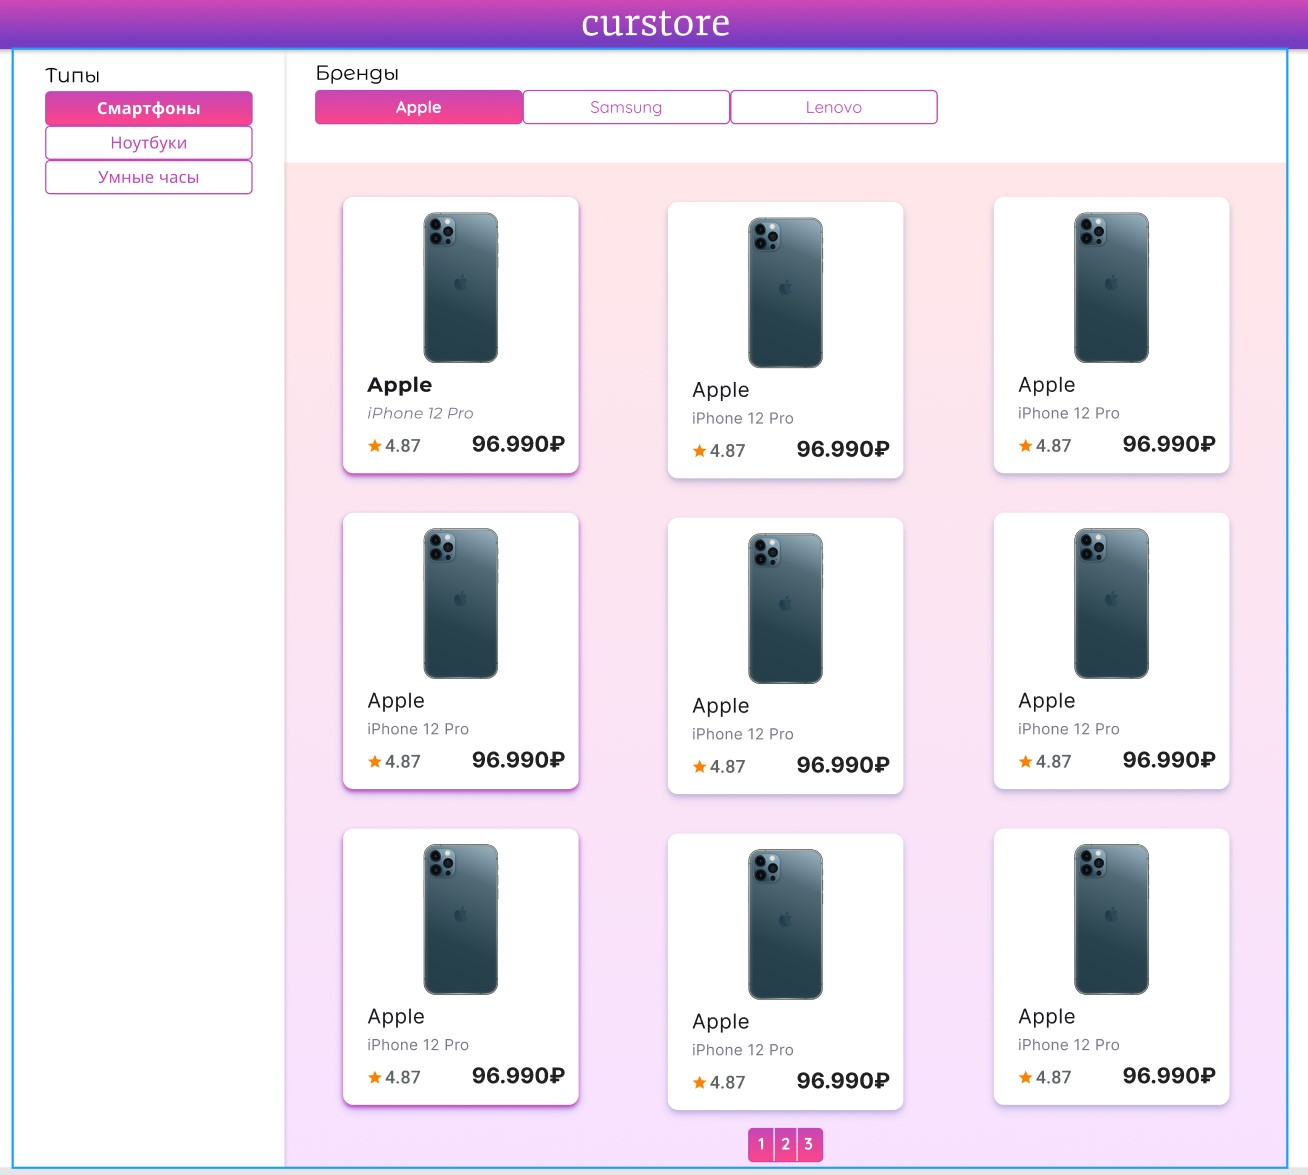 curstore
Типы
Смартфоны
Ноутбуки
Умные часы
Бренды
Apple
Samsung
Lenovo
Apple
iPhone 12 Pro
4.87
96.990₽
Apple
iPhone 12 Pro
4.87
96.990₽
Apple
iPhone 12 Pro
4.87
96.990₽
Apple
iPhone 12 Pro
4.87
96.990₽
Apple
iPhone 12 Pro
4.87
96.990₽
Apple
iPhone 12 Pro
4.87
96.990₽
Apple
iPhone 12 Pro
4.87
96.990₽
Apple
iPhone 12 Pro
4.87
96.990₽
Apple
iPhone 12 Pro
4.87
96.990₽
1 2 3